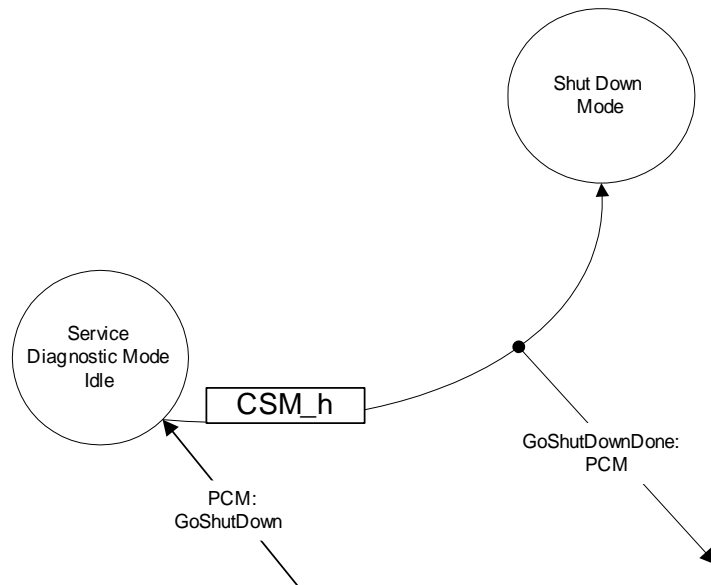 Shut Down
Mode
Service
Diagnostic Mode
Idle
CSM_h
GoShutDownDone:
PCM
PCM:
GoShutDown